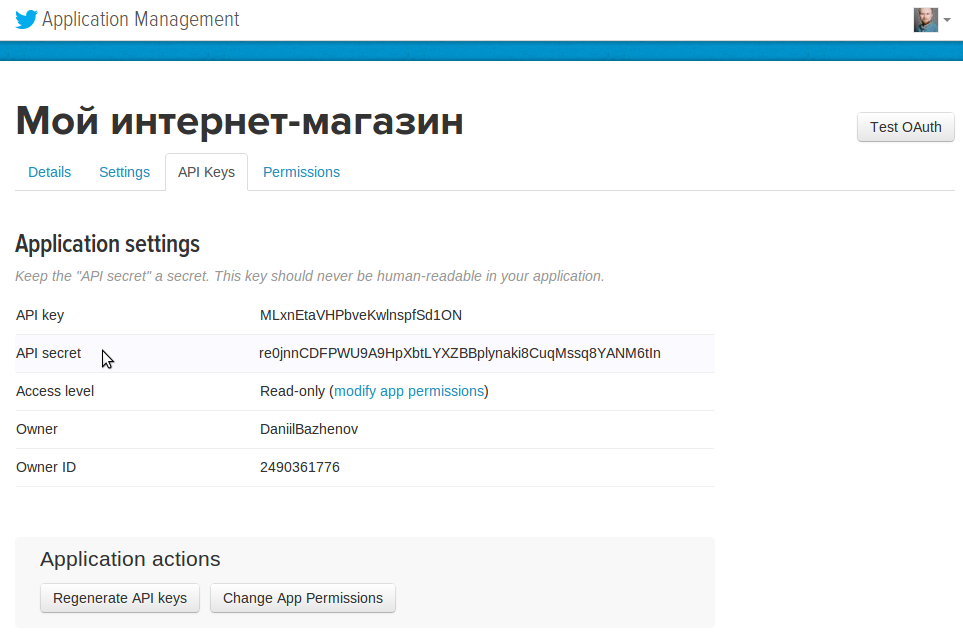 Application Management
Мой интернет-магазин
Test OAuth
Details Settings API Keys Permissions
Application settings
Keep the "API secret" a secret. This key should never be human-readable in your application.
API key MLxnEtaVHPbveKwlnspfSd1ON
API secret re0jnnCDFPWU9A9HpXbtLYXZBBplynaki8CuqMssq8YANM6tIn
Access level Read-only (modify app permissions)
Owner DaniilBazhenov
Owner ID 2490361776
Application actions
Regenerate API keys Change App Permissions